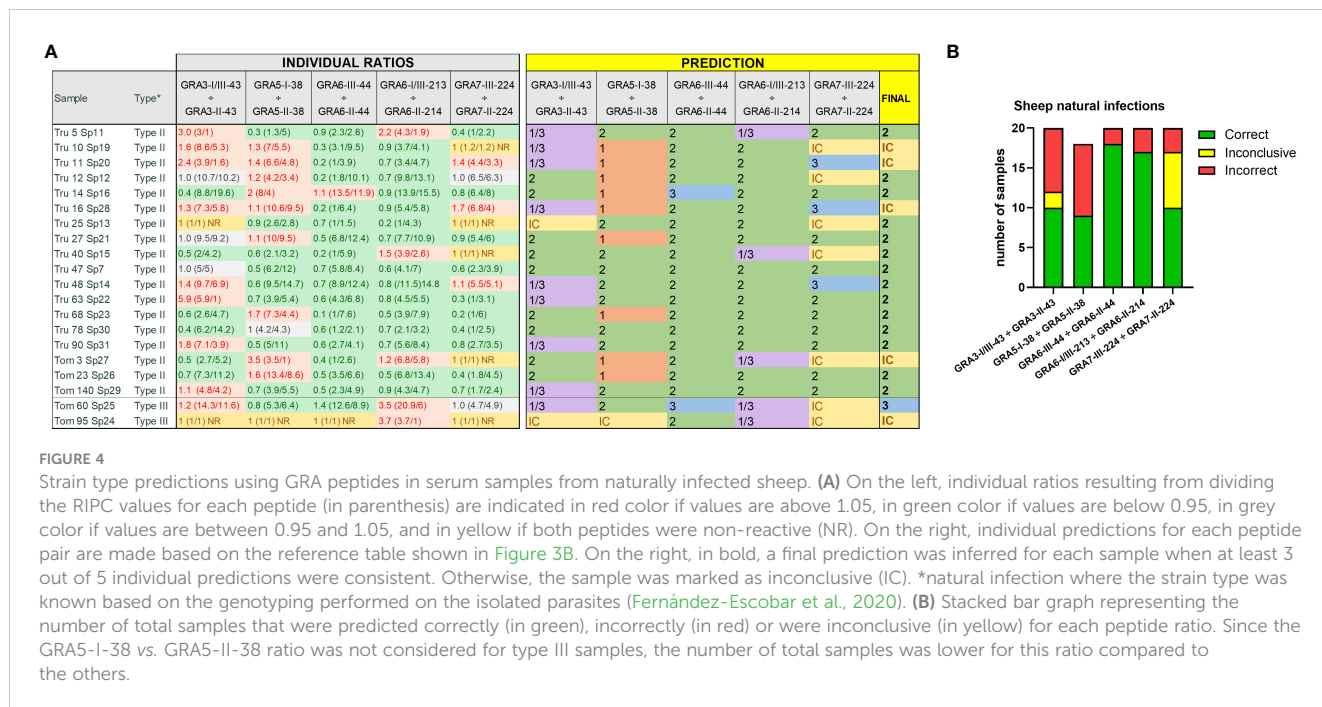 A
B
INDIVIDUAL RATIOS PREDICTION
Sample Type* GRA3-I/III-43 ÷ GRA3-II-43 GRA5-I-38 ÷ GRA5-II-38 GRA6-III-44 ÷ GRA6-II-44 GRA6-I/III-213 ÷ GRA6-II-214 GRA7-III-224 ÷ GRA7-II-224 GRA3-I/III-43 ÷ GRA3-II-43 GRA5-I-38 ÷ GRA5-II-38 GRA6-III-44 ÷ GRA6-II-44 GRA6-I/III-213 ÷ GRA6-II-214 GRA7-III-224 ÷ GRA7-II-224 FINAL
Tru 5 Sp11 Type II 3.0 (3/1) 0.3 (1.3/5) 0.9 (2.3/2.6) 2.2 (4.3/1.9) 0.4 (1/2.2) 1/3 2 2 1/3 2 2
Tru 10 Sp19 Type II 1.6 (8.6/5.3) 1.3 (7/5.5) 0.3 (3.1/9.5) 0.9 (3.7/4.1) 1 (1.2/1.2) NR 1/3 1 2 2 IC IC
Tru 11 Sp20 Type II 2.4 (3.9/1.6) 1.4 (6.6/4.8) 0.2 (1/3.9) 0.7 (3.4/4.7) 1.4 (4.4/3.3) 1/3 1 2 2 3 IC
Tru 12 Sp12 Type II 1.0 (10.7/10.2) 1.2 (4.2/3.4) 0.2 (1.8/10.1) 0.7 (9.8/13.1) 1.0 (6.5/6.3) 2 1 2 2 IC 2
Tru 14 Sp16 Type II 0.4 (8.8/19.6) 2 (8/4) 1.1 (13.5/11.9) 0.9 (13.9/15.5) 0.8 (6.4/8) 2 1 3 2 2 2
Tru 16 Sp28 Type II 1.3 (7.3/5.8) 1.1 (10.6/9.5) 0.2 (1/6.4) 0.9 (5.4/5.8) 1.7 (6.8/4) 1/3 1 2 2 3 IC
Tru 25 Sp13 Type II 1 (1/1) NR 0.9 (2.6/2.8) 0.7 (1/1.5) 0.2 (1/4.3) 1 (1/1) NR IC 2 2 2 IC 2
Tru 27 Sp21 Type II 1.0 (9.5/9.2) 1.1 (10/9.5) 0.5 (6.8/12.4) 0.7 (7.7/10.9) 0.9 (5.4/6) 2 1 2 2 2 2
Tru 40 Sp15 Type II 0.5 (2/4.2) 0.6 (2.1/3.2) 0.2 (1/5.9) 1.5 (3.9/2.6) 1 (1/1) NR 2 2 2 1/3 IC 2
Tru 47 Sp7 Type II 1.0 (5/5) 0.5 (6.2/12) 0.7 (5.8/8.4) 0.6 (4.1/7) 0.6 (2.3/3.9) 2 2 2 2 2 2
Tru 48 Sp14 Type II 1.4 (9.7/6.9) 0.6 (9.5/14.7) 0.7 (8.9/12.4) 0.8 (/11.5)14.8 1.1 (5.5/5.1) 1/3 2 2 2 3 2
Tru 63 Sp22 Type II 5.9 (5.9/1) 0.7 (3.9/5.4) 0.6 (4.3/6.8) 0.8 (4.5/5.5) 0.3 (1/3.1) 1/3 2 2 2 2 2
Tru 68 Sp23 Type II 0.6 (2.6/4.7) 1.7 (7.3/4.4) 0.1 (1/7.6) 0.5 (3.9/7.9) 0.2 (1/6) 2 1 2 2 2 2
Tru 78 Sp30 Type II 0.4 (6.2/14.2) 1 (4.2/4.3) 0.6 (1.2/2.1) 0.7 (2.1/3.2) 0.4 (1/2.5) 2 2 2 2 2 2
Tru 90 Sp31 Type II 1.8 (7.1/3.9) 0.5 (5/11) 0.6 (2.7/4.1) 0.7 (5.6/8.4) 0.8 (2.7/3.5) 1/3 2 2 2 2 2
Tom 3 Sp27 Type II 0.5 (2.7/5.2) 3.5 (3.5/1) 0.4 (1/2.6) 1.2 (6.8/5.8) 1 (1/1) NR 2 1 2 1/3 IC IC
Tom 23 Sp26 Type II 0.7 (7.3/11.2) 1.6 (13.4/8.6) 0.5 (3.5/6.6) 0.5 (6.8/13.4) 0.4 (1.8/4.5) 2 1 2 2 2 2
Tom 140 Sp29 Type II 1.1 (4.8/4.2) 0.7 (3.9/5.5) 0.5 (2.3/4.9) 0.9 (4.3/4.7) 0.7 (1.7/2.4) 1/3 2 2 2 2 2
Tom 60 Sp25 Type III 1.2 (14.3/11.6) 0.8 (5.3/6.4) 1.4 (12.6/8.9) 3.5 (20.9/6) 1.0 (4.7/4.9) 1/3 2 3 1/3 IC 3
Tom 95 Sp24 Type III 1 (1/1) NR 1 (1/1) NR 1 (1/1) NR 3.7 (3.7/1) 1 (1/1) NR IC IC 2 1/3 IC IC
Sheep natural infections
number of samples
20
15
10
5
0
Correct
Inconclusive
Incorrect
GRA3-I/III-43 ÷ GRA3-II-43
GRA5-I-38 ÷ GRA5-II-38
GRA6-III-44 ÷ GRA6-II-44
GRA6-I/III-213 ÷ GRA6-II-214
GRA7-III-224 ÷ GRA7-II-224
FIGURE 4
Strain type predictions using GRA peptides in serum samples from naturally infected sheep. (A) On the left, individual ratios resulting from dividing
the RIPC values for each peptide (in parenthesis) are indicated in red color if values are above 1.05, in green color if values are below 0.95, in grey
color if values are between 0.95 and 1.05, and in yellow if both peptides were non-reactive (NR). On the right, individual predictions for each peptide
pair are made based on the reference table shown in Figure 3B. On the right, in bold, a final prediction was inferred for each sample when at least 3
out of 5 individual predictions were consistent. Otherwise, the sample was marked as inconclusive (IC). *natural infection where the strain type was
known based on the genotyping performed on the isolated parasites (Fernández-Escobar et al., 2020). (B) Stacked bar graph representing the
number of total samples that were predicted correctly (in green), incorrectly (in red) or were inconclusive (in yellow) for each peptide ratio. Since the
GRA5-I-38 vs. GRA5-II-38 ratio was not considered for type III samples, the number of total samples was lower for this ratio compared to
the others.